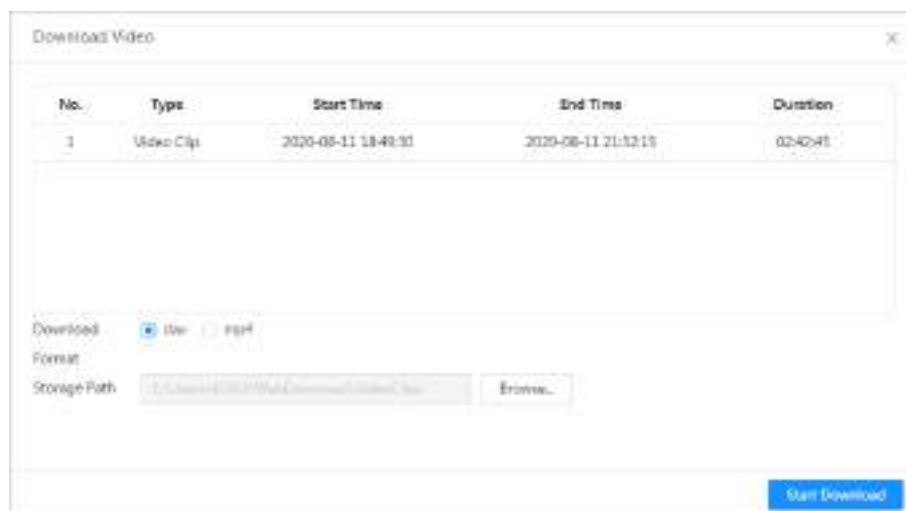 Download Video
No. Type Start Time End Time Duration
1 Video Clip 2020-08-11 18:49:30 2020-08-11 21:32:15 02:42:45
Download dav mp4
Format
Storage Path Browse...
Start Download